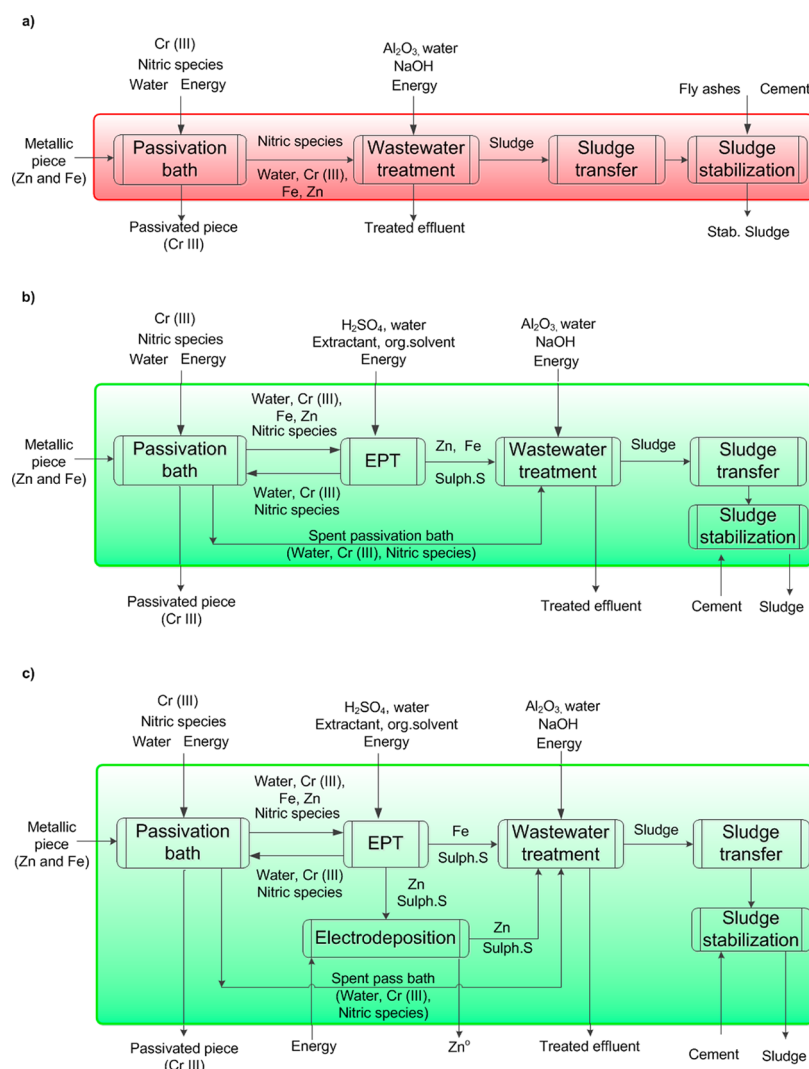 a)
Cr (III)
Nitric species
Water Energy
Al₂O₃, water
NaOH
Energy
Fly ashes Cement
Metallic
piece
(Zn and Fe)
Passivation
bath
Nitric species
Water, Cr (III),
Fe, Zn
Wastewater
treatment
Sludge
Sludge
transfer
Sludge
stabilization
Passivated piece
(Cr III)
Treated effluent
Stab. Sludge
b)
Cr (III)
Nitric species
Water Energy
H₂SO₄, water
Extractant, org.solvent
Energy
Al₂O₃, water
NaOH
Energy
Metallic
piece
(Zn and Fe)
Passivation
bath
Water, Cr (III),
Fe, Zn
Nitric species
Water, Cr (III)
Nitric species
EPT
Zn, Fe
Sulph.S
Wastewater
treatment
Sludge
Sludge
transfer
Sludge
stabilization
Spent passivation bath
(Water, Cr (III), Nitric species)
Passivated piece
(Cr III)
Treated effluent
Cement
Sludge
c)
Cr (III)
Nitric species
Water Energy
H₂SO₄, water
Extractant, org.solvent
Energy
Al₂O₃, water
NaOH
Energy
Metallic
piece
(Zn and Fe)
Passivation
bath
Water, Cr (III),
Fe, Zn
Nitric species
Water, Cr (III)
Nitric species
EPT
Fe
Sulph.S
Wastewater
treatment
Sludge
Sludge
transfer
Zn
Sulph.S
Electrodeposition
Zn
Sulph.S
Sludge
stabilization
Spent pass bath
(Water, Cr (III),
Nitric species)
Passivated piece
(Cr III)
Energy
Znº
Treated effluent
Cement
Sludge